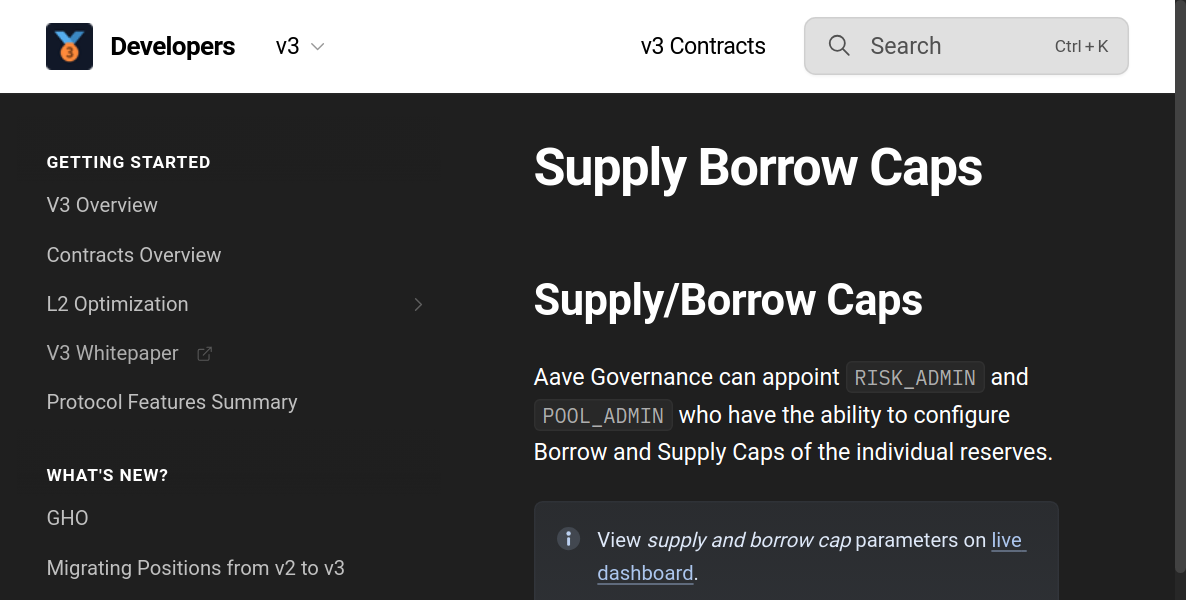 Developers
v3
v3 Contracts
Search
Ctrl + K
GETTING STARTED
V3 Overview
Contracts Overview
L2 Optimization
V3 Whitepaper
Protocol Features Summary
WHAT'S NEW?
GHO
Migrating Positions from v2 to v3
Supply Borrow Caps
Supply/Borrow Caps
Aave Governance can appoint RISK_ADMIN and
POOL_ADMIN who have the ability to configure
Borrow and Supply Caps of the individual reserves.
View supply and borrow cap parameters on live
dashboard.